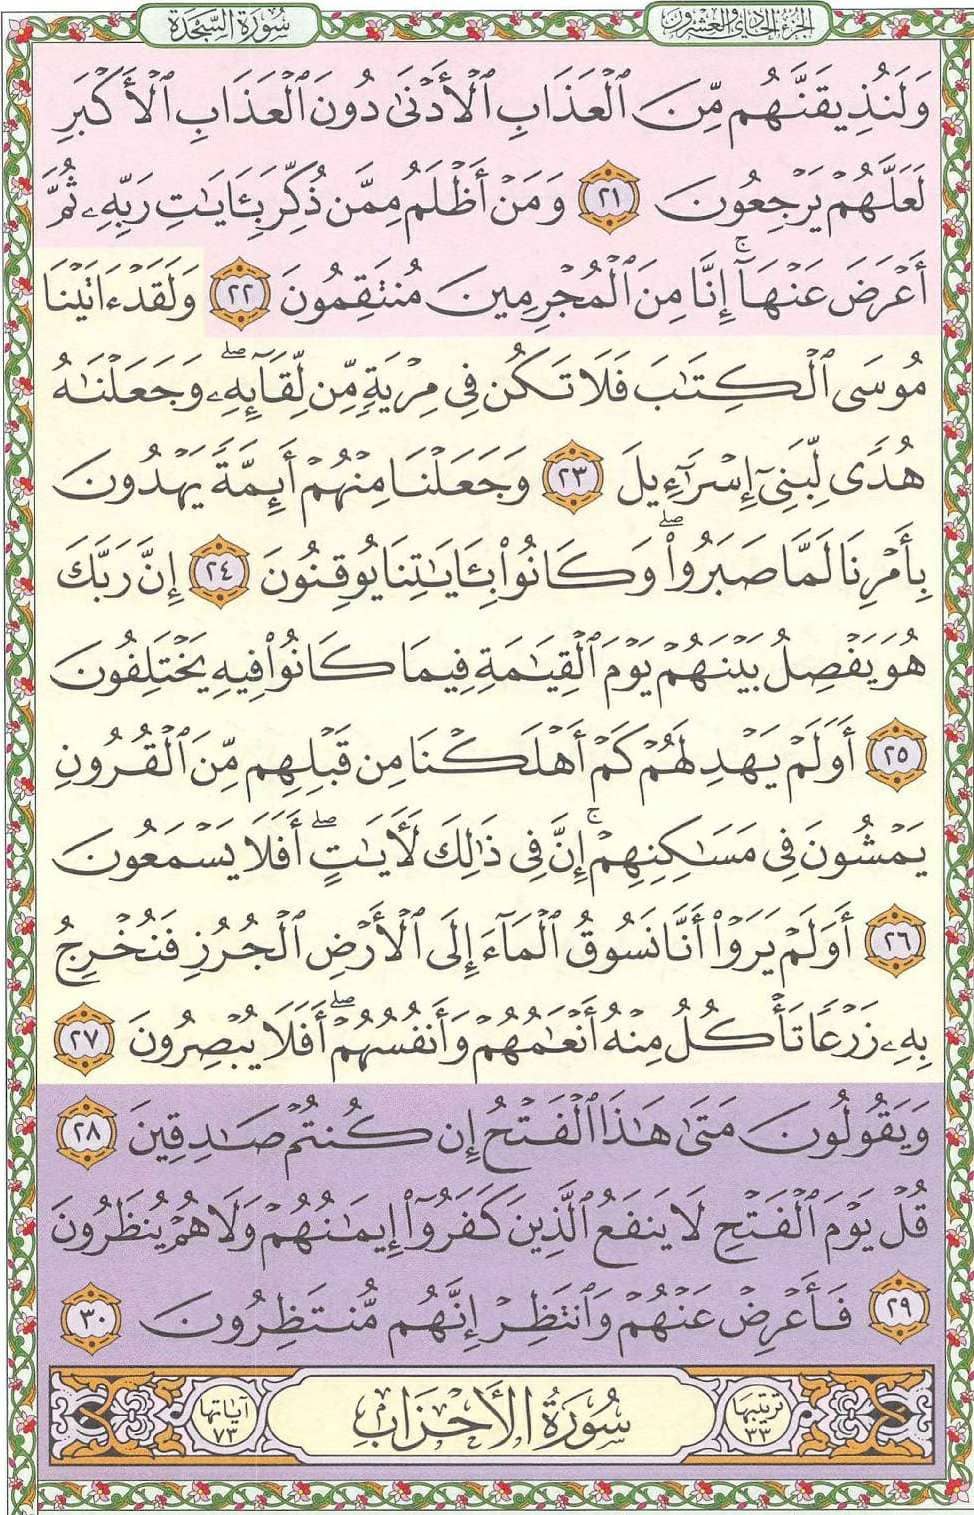 الجزء الحادي والعشرون
سورة السجدة
وَلَنُذِيقَنَّهُم مِّنَ ٱلْعَذَابِ ٱلْأَدْنَىٰ دُونَ ٱلْعَذَابِ ٱلْأَكْبَرِ
لَعَلَّهُمْ يَرْجِعُونَ ٢١ وَمَنْ أَظْلَمُ مِمَّن ذُكِّرَ بِـَٔايَـٰتِ رَبِّهِۦ ثُمَّ
أَعْرَضَ عَنْهَآ ۚ إِنَّا مِنَ ٱلْمُجْرِمِينَ مُنتَقِمُونَ ٢٢ وَلَقَدْ ءَاتَيْنَا
مُوسَى ٱلْكِتَـٰبَ فَلَا تَكُن فِى مِرْيَةٍ مِّن لِّقَآئِهِۦ ۖ وَجَعَلْنَـٰهُ
هُدًى لِّبَنِىٓ إِسْرَٰٓءِيلَ ٢٣ وَجَعَلْنَا مِنْهُمْ أَئِمَّةً يَهْدُونَ
بِأَمْرِنَا لَمَّا صَبَرُوا۟ ۖ وَكَانُوا۟ بِـَٔايَـٰتِنَا يُوقِنُونَ ٢٤ إِنَّ رَبَّكَ
هُوَ يَفْصِلُ بَيْنَهُمْ يَوْمَ ٱلْقِيَـٰمَةِ فِيمَا كَانُوا۟ فِيهِ يَخْتَلِفُونَ
٢٥ أَوَلَمْ يَهْدِ لَهُمْ كَمْ أَهْلَكْنَا مِن قَبْلِهِم مِّنَ ٱلْقُرُونِ
يَمْشُونَ فِى مَسَـٰكِنِهِمْ ۚ إِنَّ فِى ذَٰلِكَ لَـَٔايَـٰتٍ ۖ أَفَلَا يَسْمَعُونَ
٢٦ أَوَلَمْ يَرَوْا۟ أَنَّا نَسُوقُ ٱلْمَآءَ إِلَى ٱلْأَرْضِ ٱلْجُرُزِ فَنُخْرِجُ
بِهِۦ زَرْعًا تَأْكُلُ مِنْهُ أَنْعَـٰمُهُمْ وَأَنفُسُهُمْ ۖ أَفَلَا يُبْصِرُونَ ٢٧
وَيَقُولُونَ مَتَىٰ هَـٰذَا ٱلْفَتْحُ إِن كُنتُمْ صَـٰدِقِينَ ٢٨
قُلْ يَوْمَ ٱلْفَتْحِ لَا يَنفَعُ ٱلَّذِينَ كَفَرُوٓا۟ إِيمَـٰنُهُمْ وَلَا هُمْ يُنظَرُونَ
٢٩ فَأَعْرِضْ عَنْهُمْ وَٱنتَظِرْ إِنَّهُم مُّنتَظِرُونَ ٣٠
ترتيبها ٣٣ سُورَةُ الأَحْزَابِ آياتها ٧٣